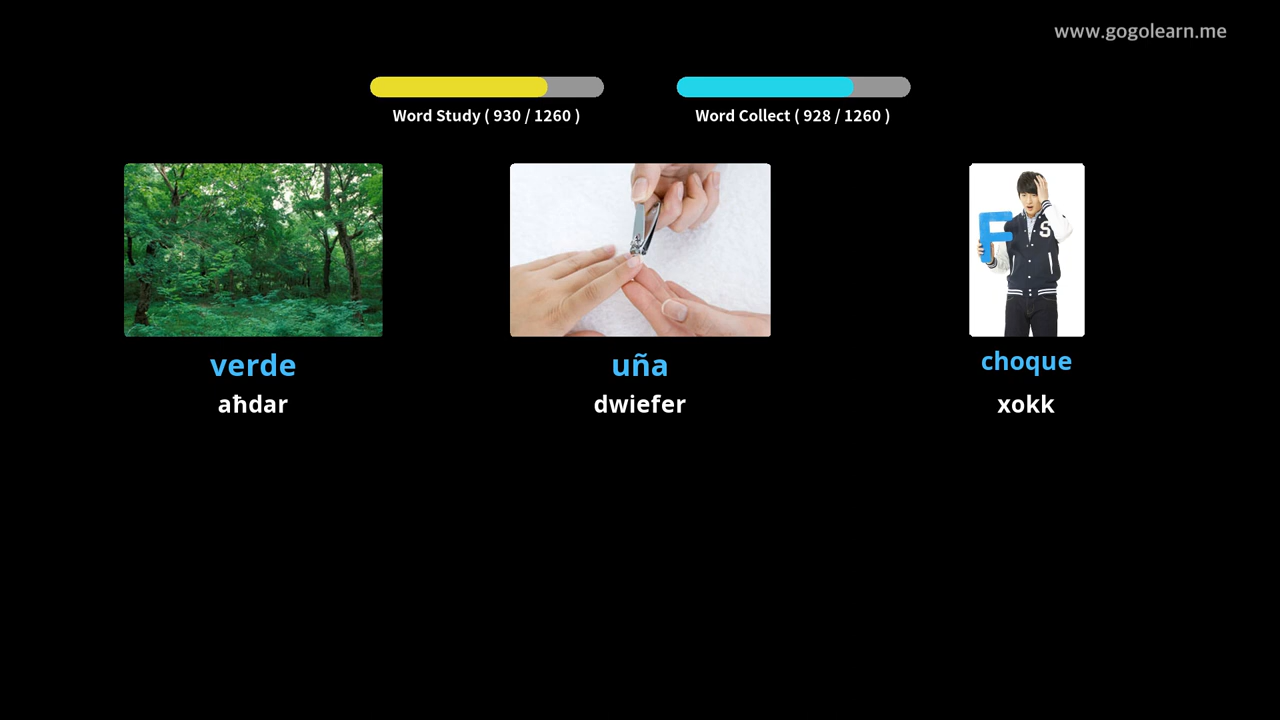 www.gogolearn.me
Word Study ( 930 / 1260 )
Word Collect ( 928 / 1260 )
F
S
verde
uña
choque
aħdar
dwiefer
xokk